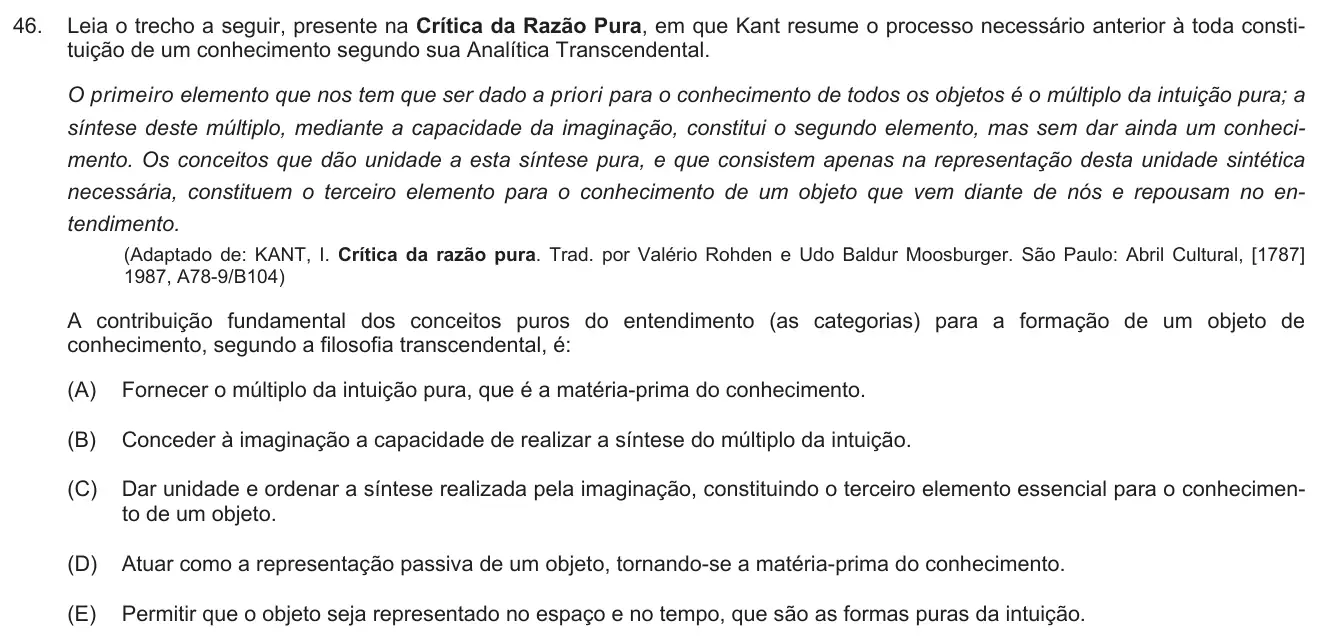 46. Leia o trecho a seguir, presente na Crítica da Razão Pura, em que Kant resume o processo necessário anterior à toda consti-
tuição de um conhecimento segundo sua Analítica Transcendental.
O primeiro elemento que nos tem que ser dado a priori para o conhecimento de todos os objetos é o múltiplo da intuição pura; a
síntese deste múltiplo, mediante a capacidade da imaginação, constitui o segundo elemento, mas sem dar ainda um conheci-
mento. Os conceitos que dão unidade a esta síntese pura, e que consistem apenas na representação desta unidade sintética
necessária, constituem o terceiro elemento para o conhecimento de um objeto que vem diante de nós e repousam no en-
tendimento.
(Adaptado de: KANT, I. Crítica da razão pura. Trad. por Valério Rohden e Udo Baldur Moosburger. São Paulo: Abril Cultural, [1787]
1987, A78-9/B104)
A contribuição fundamental dos conceitos puros do entendimento (as categorias) para a formação de um objeto de
conhecimento, segundo a filosofia transcendental, é:
(A) Fornecer o múltiplo da intuição pura, que é a matéria-prima do conhecimento.
(B) Conceder à imaginação a capacidade de realizar a síntese do múltiplo da intuição.
(C) Dar unidade e ordenar a síntese realizada pela imaginação, constituindo o terceiro elemento essencial para o conhecimen-
to de um objeto.
(D) Atuar como a representação passiva de um objeto, tornando-se a matéria-prima do conhecimento.
(E) Permitir que o objeto seja representado no espaço e no tempo, que são as formas puras da intuição.